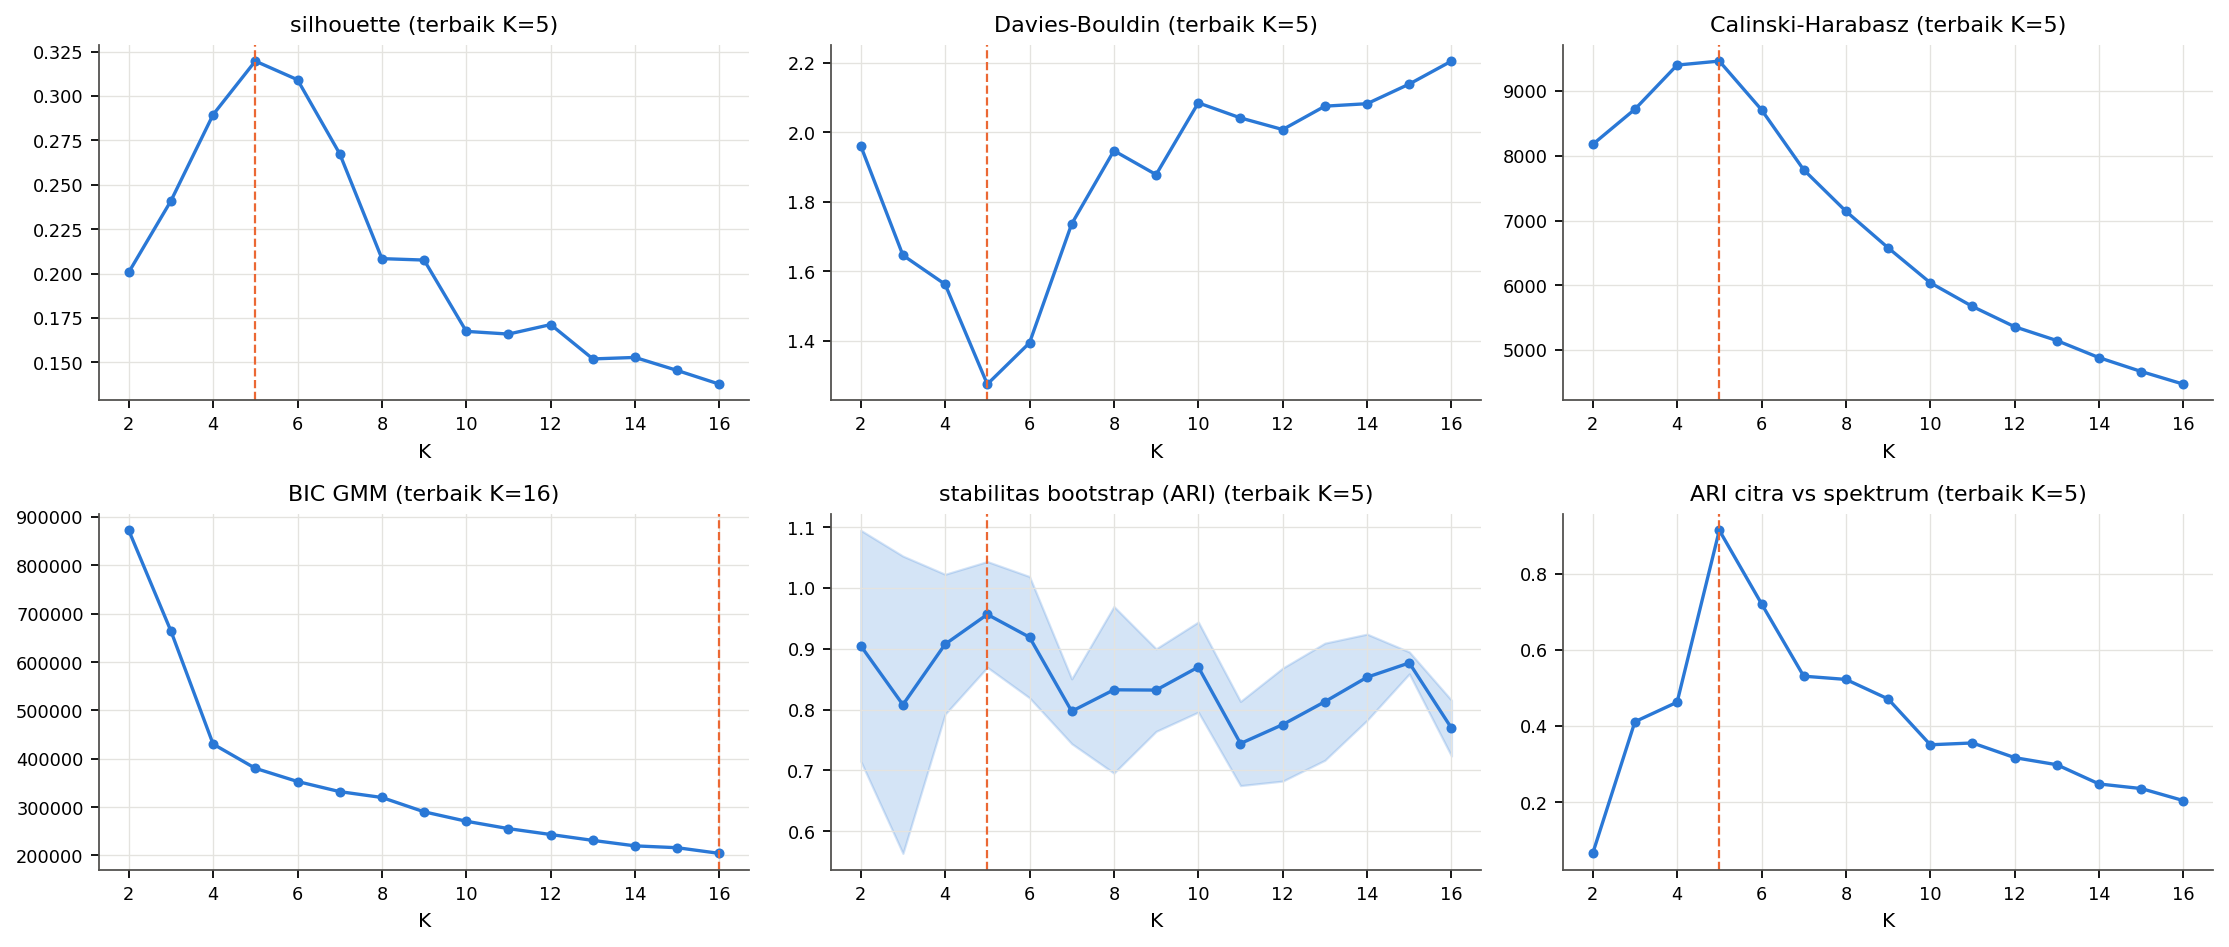 silhouette (terbaik K=5)
0.325
0.300
0.275
0.250
0.225
0.200
0.175
0.150
2 4 6 8 10 12 14 16
K
Davies-Bouldin (terbaik K=5)
2.2
2.0
1.8
1.6
1.4
2 4 6 8 10 12 14 16
K
Calinski-Harabasz (terbaik K=5)
9000
8000
7000
6000
5000
2 4 6 8 10 12 14 16
K
BIC GMM (terbaik K=16)
900000
800000
700000
600000
500000
400000
300000
200000
2 4 6 8 10 12 14 16
K
stabilitas bootstrap (ARI) (terbaik K=5)
1.1
1.0
0.9
0.8
0.7
0.6
2 4 6 8 10 12 14 16
K
ARI citra vs spektrum (terbaik K=5)
0.8
0.6
0.4
0.2
2 4 6 8 10 12 14 16
K